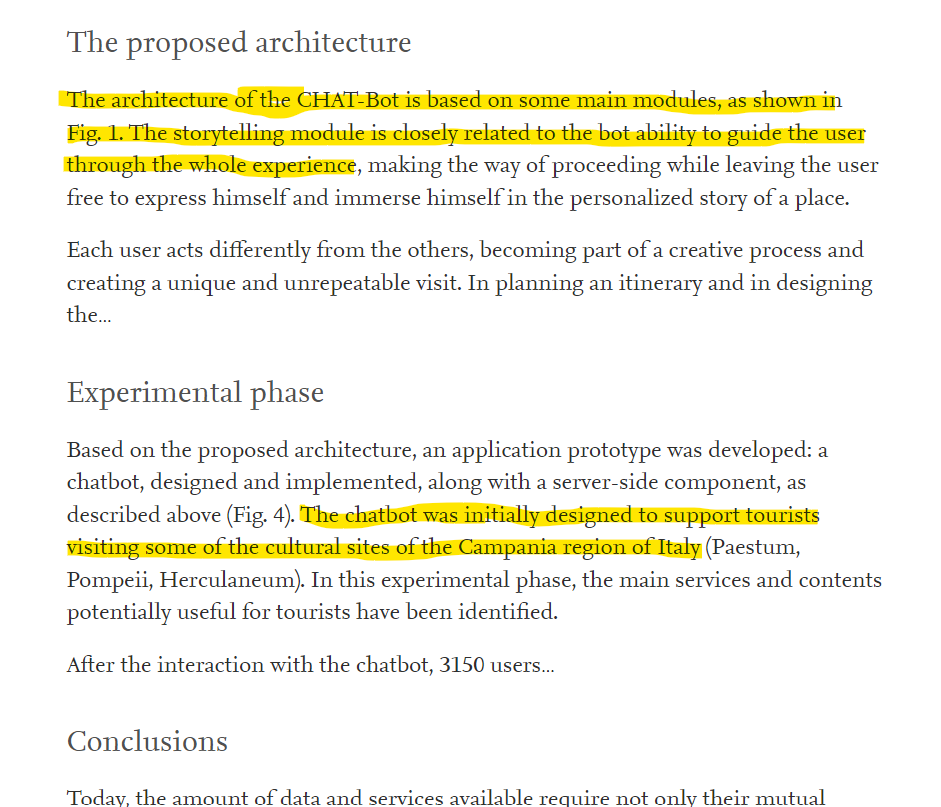 The proposed architecture
The architecture of the CHAT-Bot is based on some main modules, as shown in
Fig. 1. The storytelling module is closely related to the bot ability to guide the user
through the whole experience, making the way of proceeding while leaving the user
free to express himself and immerse himself in the personalized story of a place.
Each user acts differently from the others, becoming part of a creative process and
creating a unique and unrepeatable visit. In planning an itinerary and in designing
the...
Experimental phase
Based on the proposed architecture, an application prototype was developed: a
chatbot, designed and implemented, along with a server-side component, as
described above (Fig. 4). The chatbot was initially designed to support tourists
visiting some of the cultural sites of the Campania region of Italy (Paestum,
Pompeii, Herculaneum). In this experimental phase, the main services and contents
potentially useful for tourists have been identified.
After the interaction with the chatbot, 3150 users...
Conclusions
Today, the amount of data and services available require not only their mutual